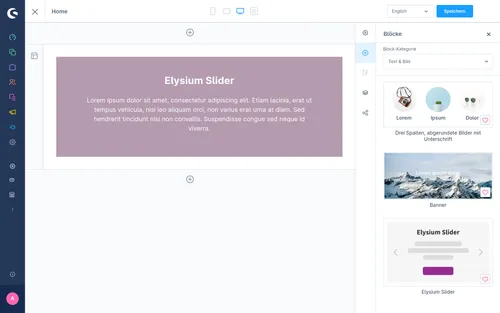 Home
English
Speichern
Blöcke
Block-Kategorie
Text & Bild
Elysium Slider
Lorem ipsum dolor sit amet, consectetur adipiscing elit. Etiam lacinia, erat ut
tempus vehicula, nisi leo aliquam orci, non varius erat urna at diam. Sed
hendrerit tincidunt nisl non convallis. Suspendisse congue sed neque id
viverra.
Lorem
Ipsum
Dolor
Drei Spalten, abgerundete Bilder mit
Unterschrift
Banner
Elysium Slider
Elysium Slider
A